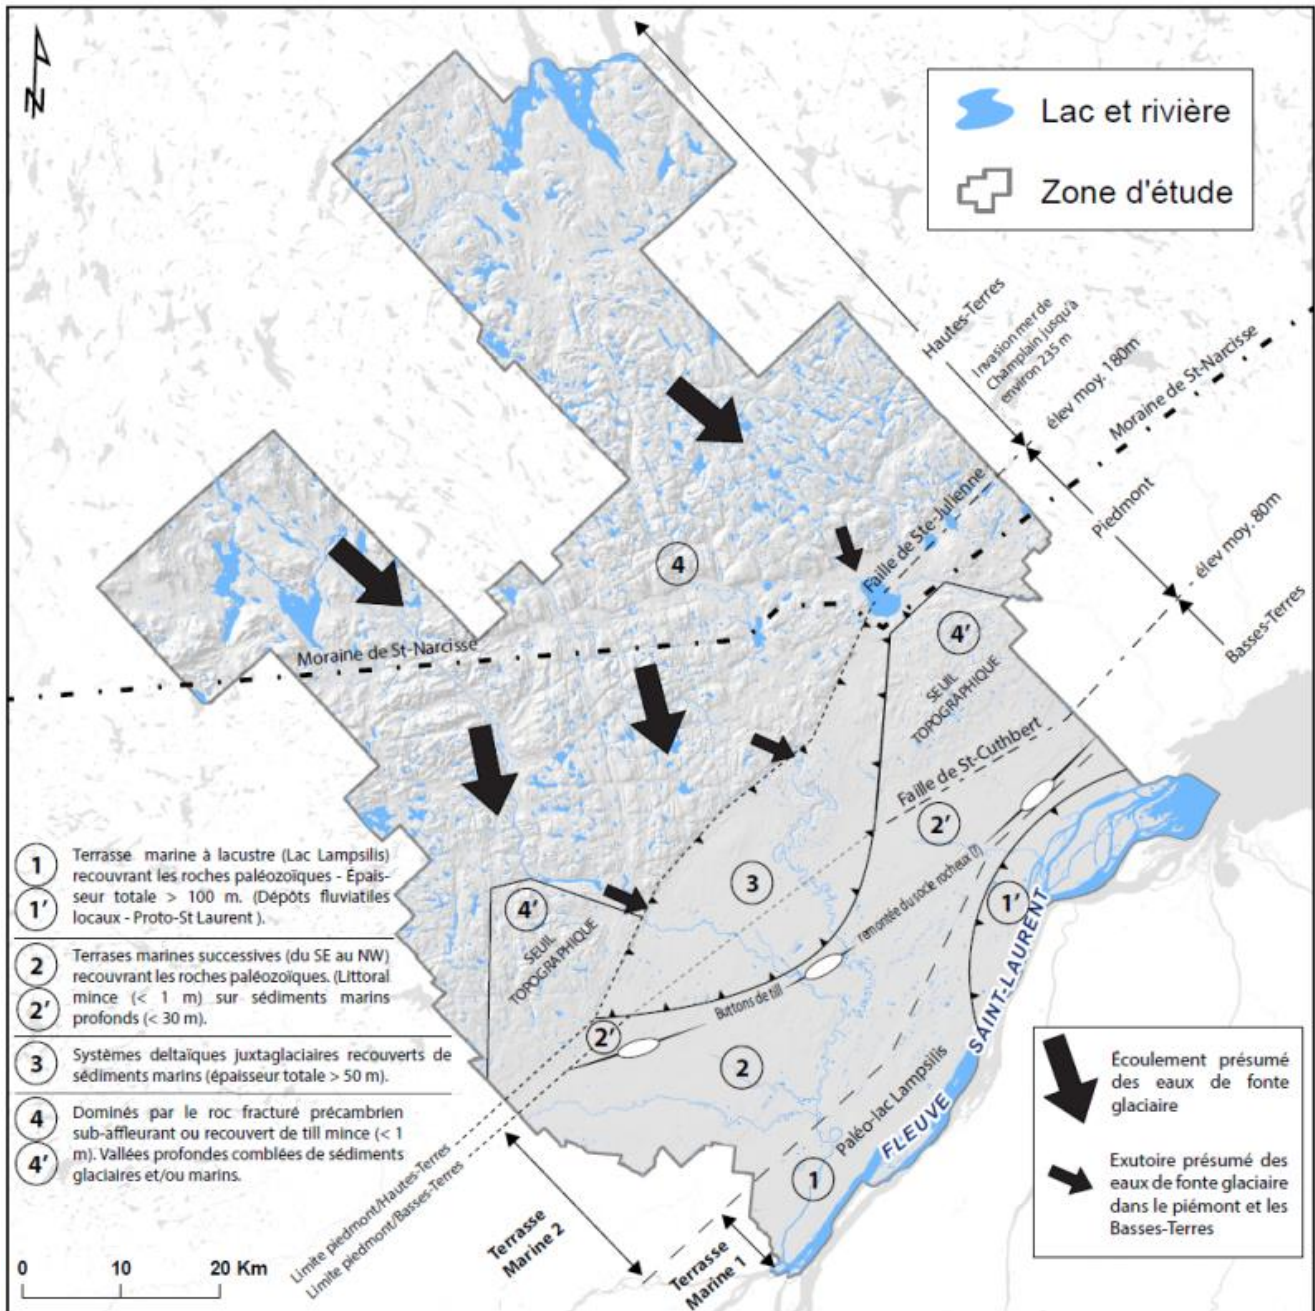 N
Lac et rivière
Zone d'étude
Hautes-Terres
Invasion mer de
Champlain jusqu'à
environ 235 m
élev moy. 180m
Moraine de St-Narcisse
Piedmont
élev moy. 80m
Basses-Terres
Faille de Ste-Julienne
4
Moraine de St-Narcisse
4'
SEUIL
TOPOGRAPHIQUE
Faille de St-Cuthbert
2'
3
remontée du socle rocheux (?)
1'
4'
SEUIL
TOPOGRAPHIQUE
Buttons de till
2'
2
Paléo-lac Lampsilis
FLEUVE SAINT-LAURENT
1
1
1'
Terrasse marine à lacustre (Lac Lampsilis)
recouvrant les roches paléozoïques - Épais-
seur totale > 100 m. (Dépôts fluviatiles
locaux - Proto-St Laurent ).
2
2'
Terrases marines successives (du SE au NW)
recouvrant les roches paléozoïques. (Littoral
mince (< 1 m) sur sédiments marins
profonds (< 30 m).
3
Systèmes deltaïques juxtaglaciaires recouverts de
sédiments marins (épaisseur totale > 50 m).
4
4'
Dominés par le roc fracturé précambrien
sub-affleurant ou recouvert de till mince (< 1
m). Vallées profondes comblées de sédiments
glaciaires et/ou marins.
Écoulement présumé
des eaux de fonte
glaciaire
Exutoire présumé des
eaux de fonte glaciaire
dans le piémont et les
Basses-Terres
Limite piedmont/Hautes-Terres
Limite piedmont/Basses-Terres
Terrasse
Marine 2
Terrasse
Marine 1
0 10 20 Km